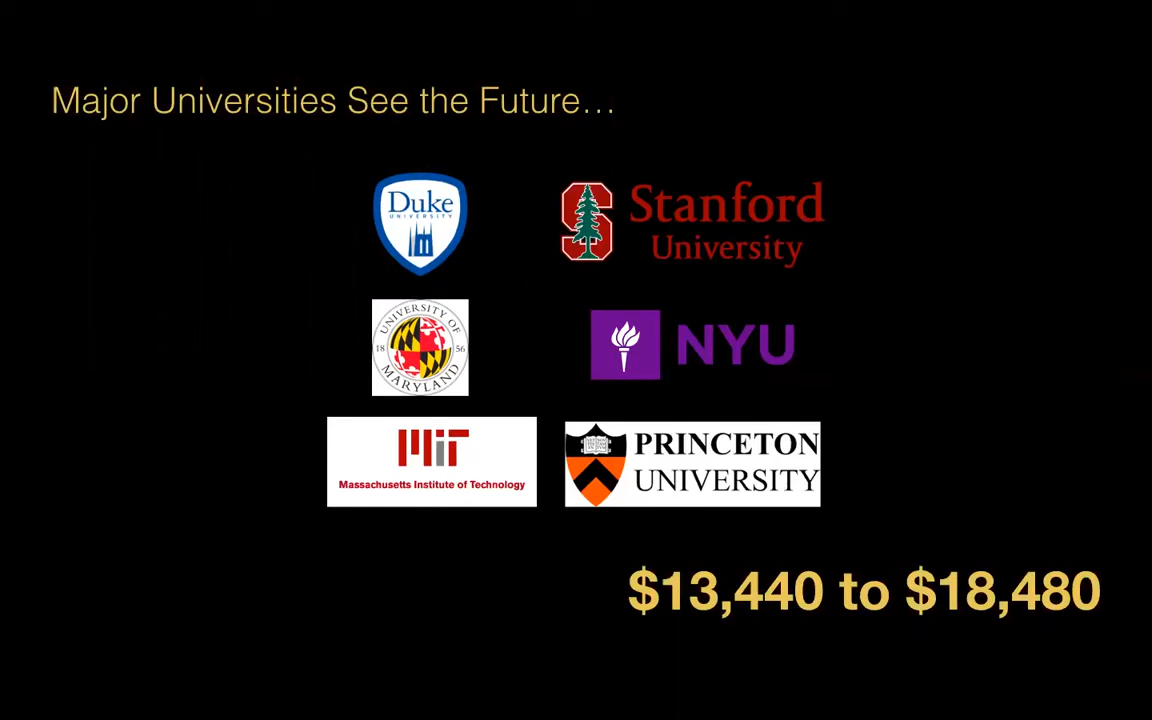 Major Universities See the Future...
Duke
UNIVERSITY
S Stanford
University
UNIVERSITY OF
18 56
MARYLAND
NYU
MIT
Massachusetts Institute of Technology
PRINCETON
UNIVERSITY
$13,440 to $18,480